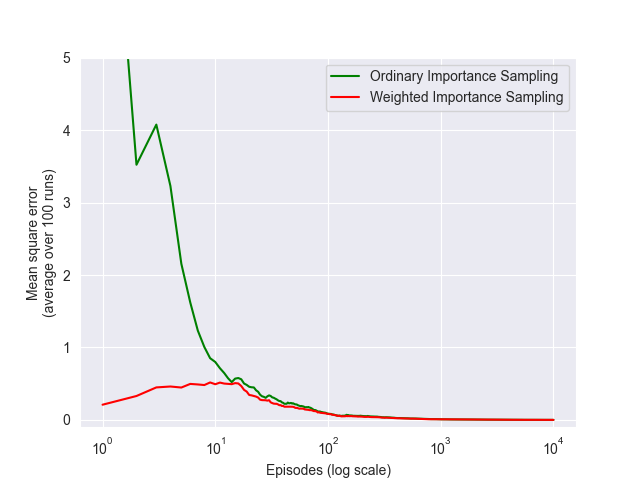 5
4
3
2
1
0
Mean square error
(average over 100 runs)
Ordinary Importance Sampling
Weighted Importance Sampling
10⁰
10¹
10²
10³
10⁴
Episodes (log scale)